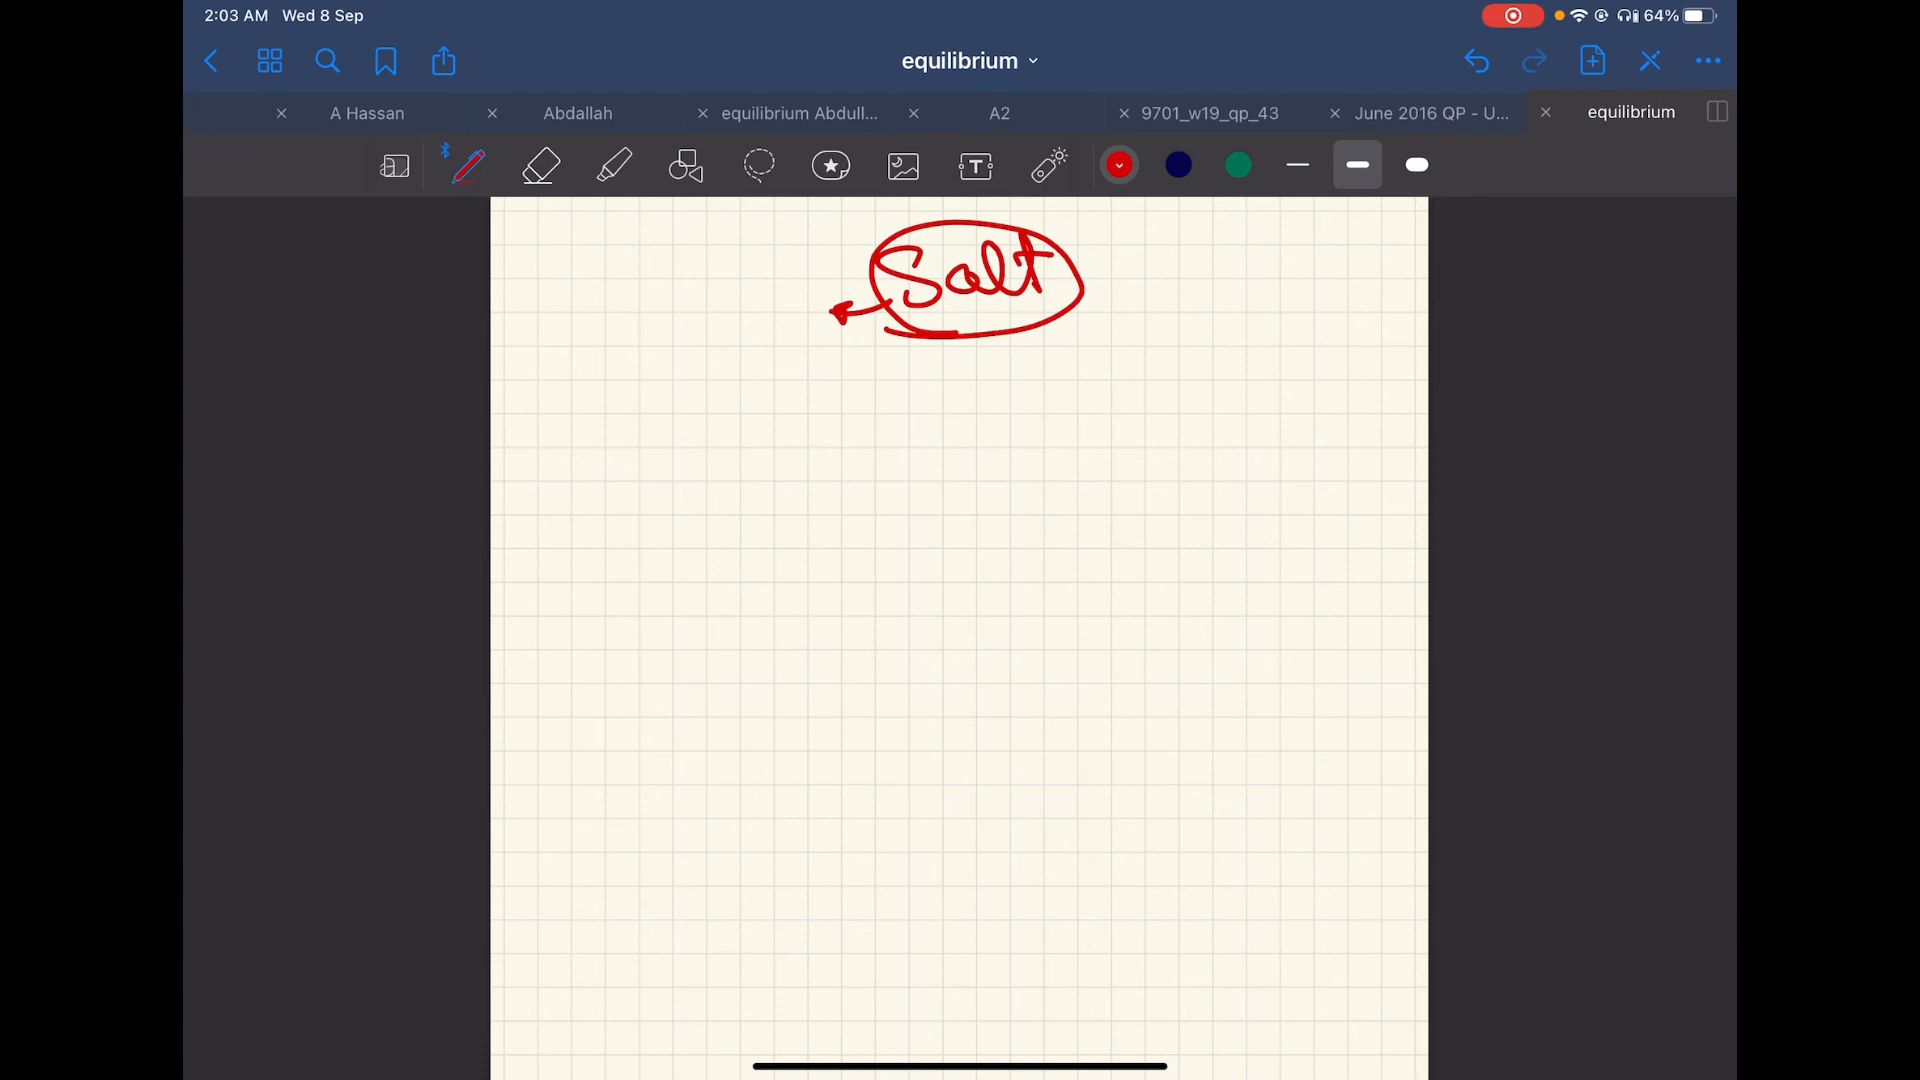 2:03 AM Wed 8 Sep 64%
equilibrium
A Hassan Abdallah equilibrium Abdull... A2 9701_w19_qp_43 June 2016 QP - U... equilibrium
T
Salt